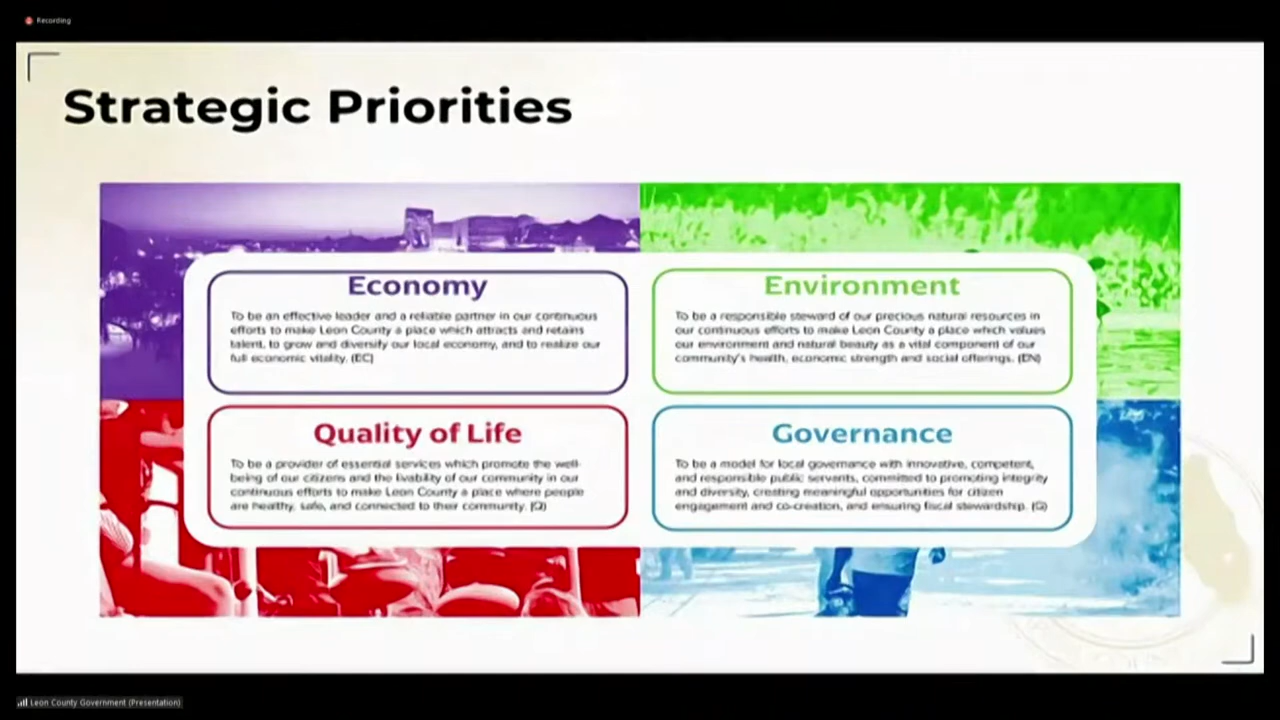 Recording
Strategic Priorities
Economy
To be an effective leader and a reliable partner in our continuous
efforts to make Leon County a place which attracts and retains
talent, to grow and diversify our local economy, and to realize our
full economic vitality. (EC)
Environment
To be a responsible steward of our precious natural resources in
our continuous efforts to make Leon County a place which values
our environment and natural beauty as a vital component of our
community's health, economic strength and social offerings. (EN)
Quality of Life
To be a provider of essential services which promote the well-
being of our citizens and the livability of our community in our
continuous efforts to make Leon County a place where people
are healthy, safe, and connected to their community. (Q)
Governance
To be a model for local governance with innovative, competent,
and responsible public servants, committed to promoting integrity
and diversity, creating meaningful opportunities for citizen
engagement and co-creation, and ensuring fiscal stewardship. (G)
Leon County Government (Presentation)